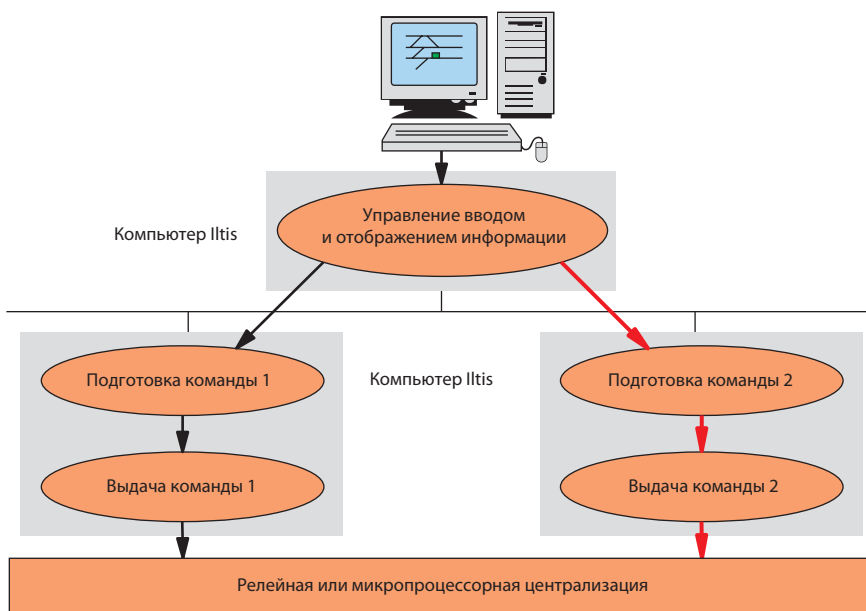 Компьютер Iltis
Управление вводом
и отображением информации
Подготовка команды 1
Компьютер Iltis
Подготовка команды 2
Выдача команды 1
Выдача команды 2
Релейная или микропроцессорная централизация